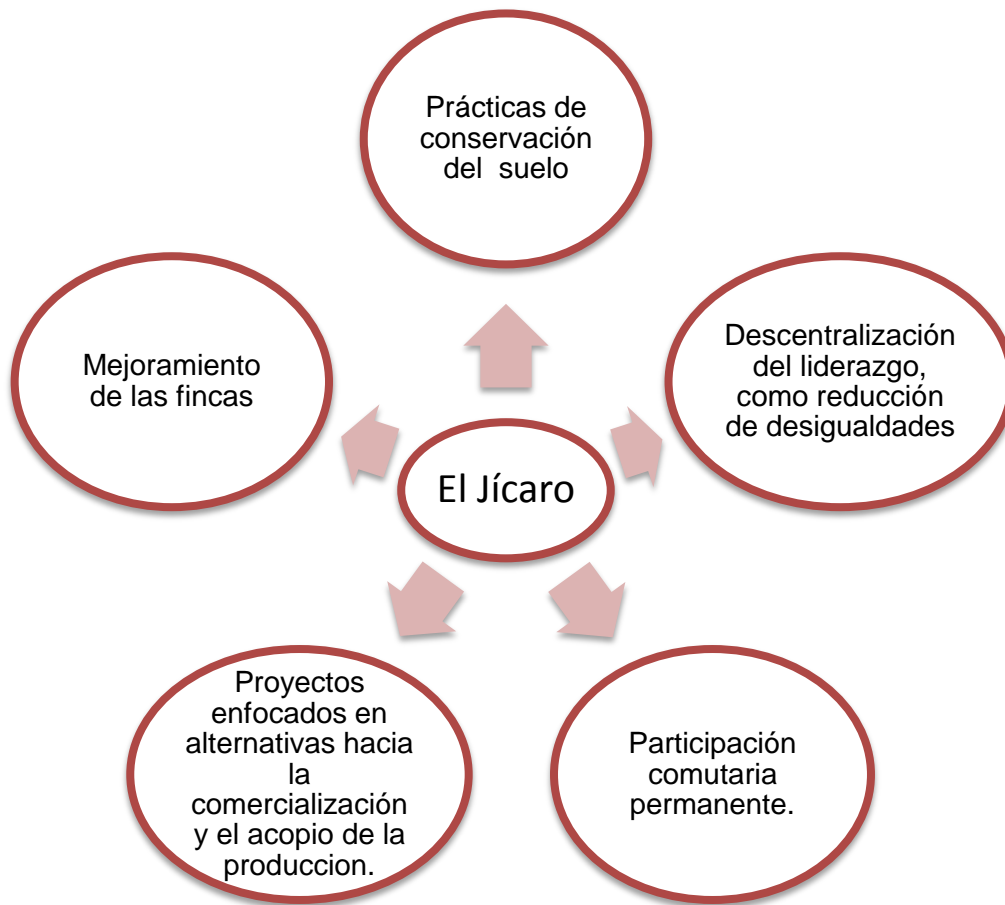 Prácticas de
conservación
del suelo
Mejoramiento
de las fincas
Descentralización
del liderazgo,
como reducción
de desigualdades
El Jícaro
Proyectos
enfocados en
alternativas hacia
la
comercialización
y el acopio de la
produccion.
Participación
comutaria
permanente.